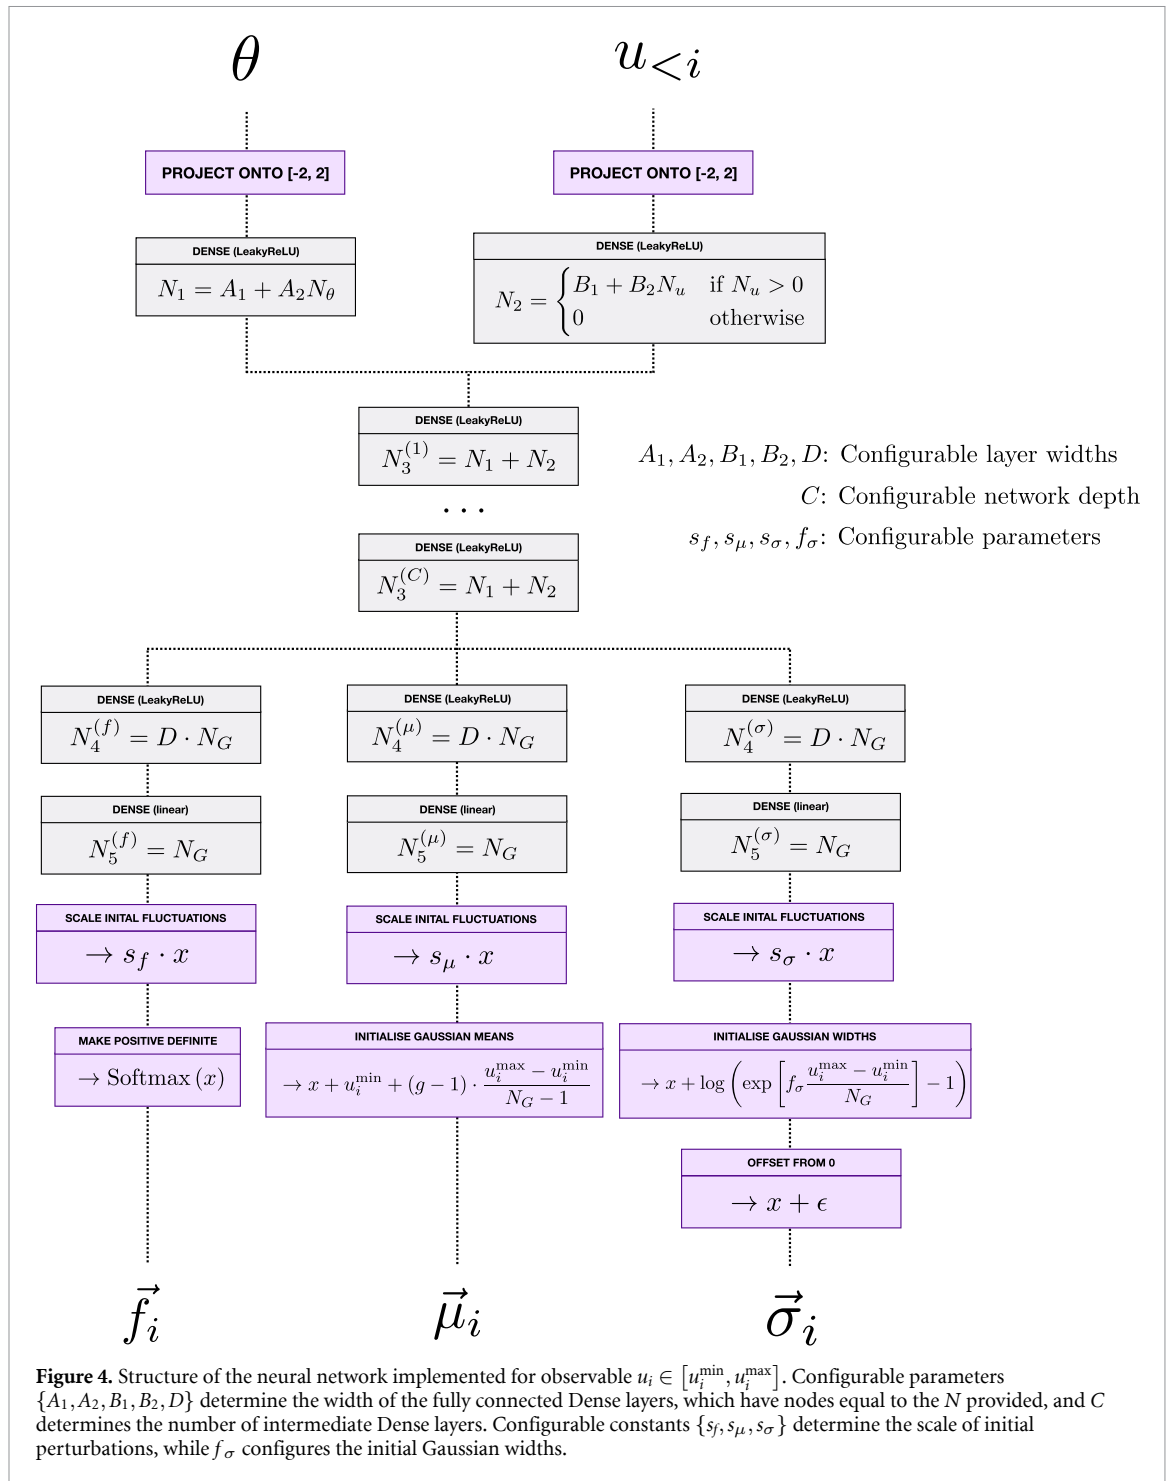 θ u_{<i}
PROJECT ONTO [-2, 2] PROJECT ONTO [-2, 2]
DENSE (LeakyReLU)
N_1 = A_1 + A_2 N_θ
DENSE (LeakyReLU)
N_2 = { B_1 + B_2 N_u if N_u > 0
0 otherwise
DENSE (LeakyReLU)
N_3^{(1)} = N_1 + N_2
...
DENSE (LeakyReLU)
N_3^{(C)} = N_1 + N_2
A_1, A_2, B_1, B_2, D: Configurable layer widths
C: Configurable network depth
s_f, s_μ, s_σ, f_σ: Configurable parameters
DENSE (LeakyReLU)
N_4^{(f)} = D · N_G
DENSE (linear)
N_5^{(f)} = N_G
SCALE INITAL FLUCTUATIONS
→ s_f · x
MAKE POSITIVE DEFINITE
→ Softmax (x)
\vec{f}_i
DENSE (LeakyReLU)
N_4^{(μ)} = D · N_G
DENSE (linear)
N_5^{(μ)} = N_G
SCALE INITAL FLUCTUATIONS
→ s_μ · x
INITIALISE GAUSSIAN MEANS
→ x + u_i^{min} + (g − 1) · \frac{u_i^{max} − u_i^{min}}{N_G − 1}
\vec{μ}_i
DENSE (LeakyReLU)
N_4^{(σ)} = D · N_G
DENSE (linear)
N_5^{(σ)} = N_G
SCALE INITAL FLUCTUATIONS
→ s_σ · x
INITIALISE GAUSSIAN WIDTHS
→ x + log ( exp [ f_σ \frac{u_i^{max} − u_i^{min}}{N_G} ] − 1 )
OFFSET FROM 0
→ x + ϵ
\vec{σ}_i
Figure 4. Structure of the neural network implemented for observable u_i ∈ [u_i^{min}, u_i^{max}]. Configurable parameters
{A_1, A_2, B_1, B_2, D} determine the width of the fully connected Dense layers, which have nodes equal to the N provided, and C
determines the number of intermediate Dense layers. Configurable constants {s_f, s_μ, s_σ} determine the scale of initial
perturbations, while f_σ configures the initial Gaussian widths.